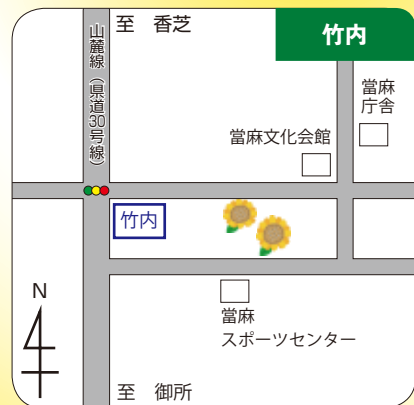 至　香芝
竹内
山麓線（県道30号線）
當麻
庁舎
當麻文化会館
竹内
N
當麻
スポーツセンター
至　御所